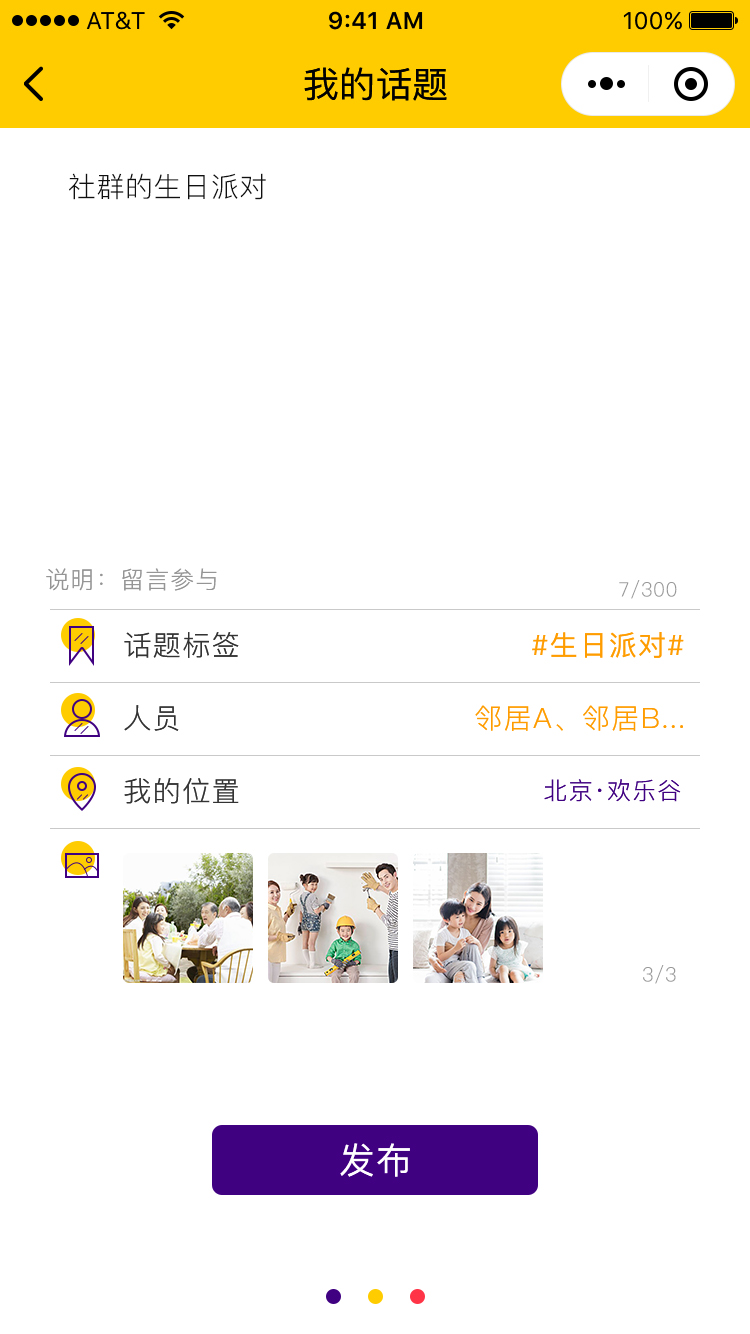 AT&T 9:41 AM 100%
我的话题
社群的生日派对
说明：留言参与
7/300
话题标签 #生日派对#
人员 邻居A、邻居B...
我的位置 北京·欢乐谷
3/3
发布